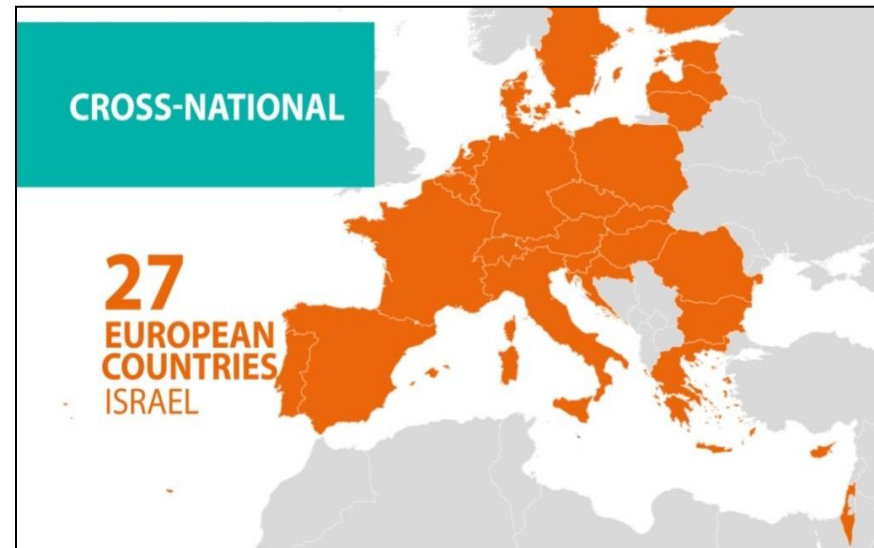 CROSS-NATIONAL
27
EUROPEAN
COUNTRIES
ISRAEL